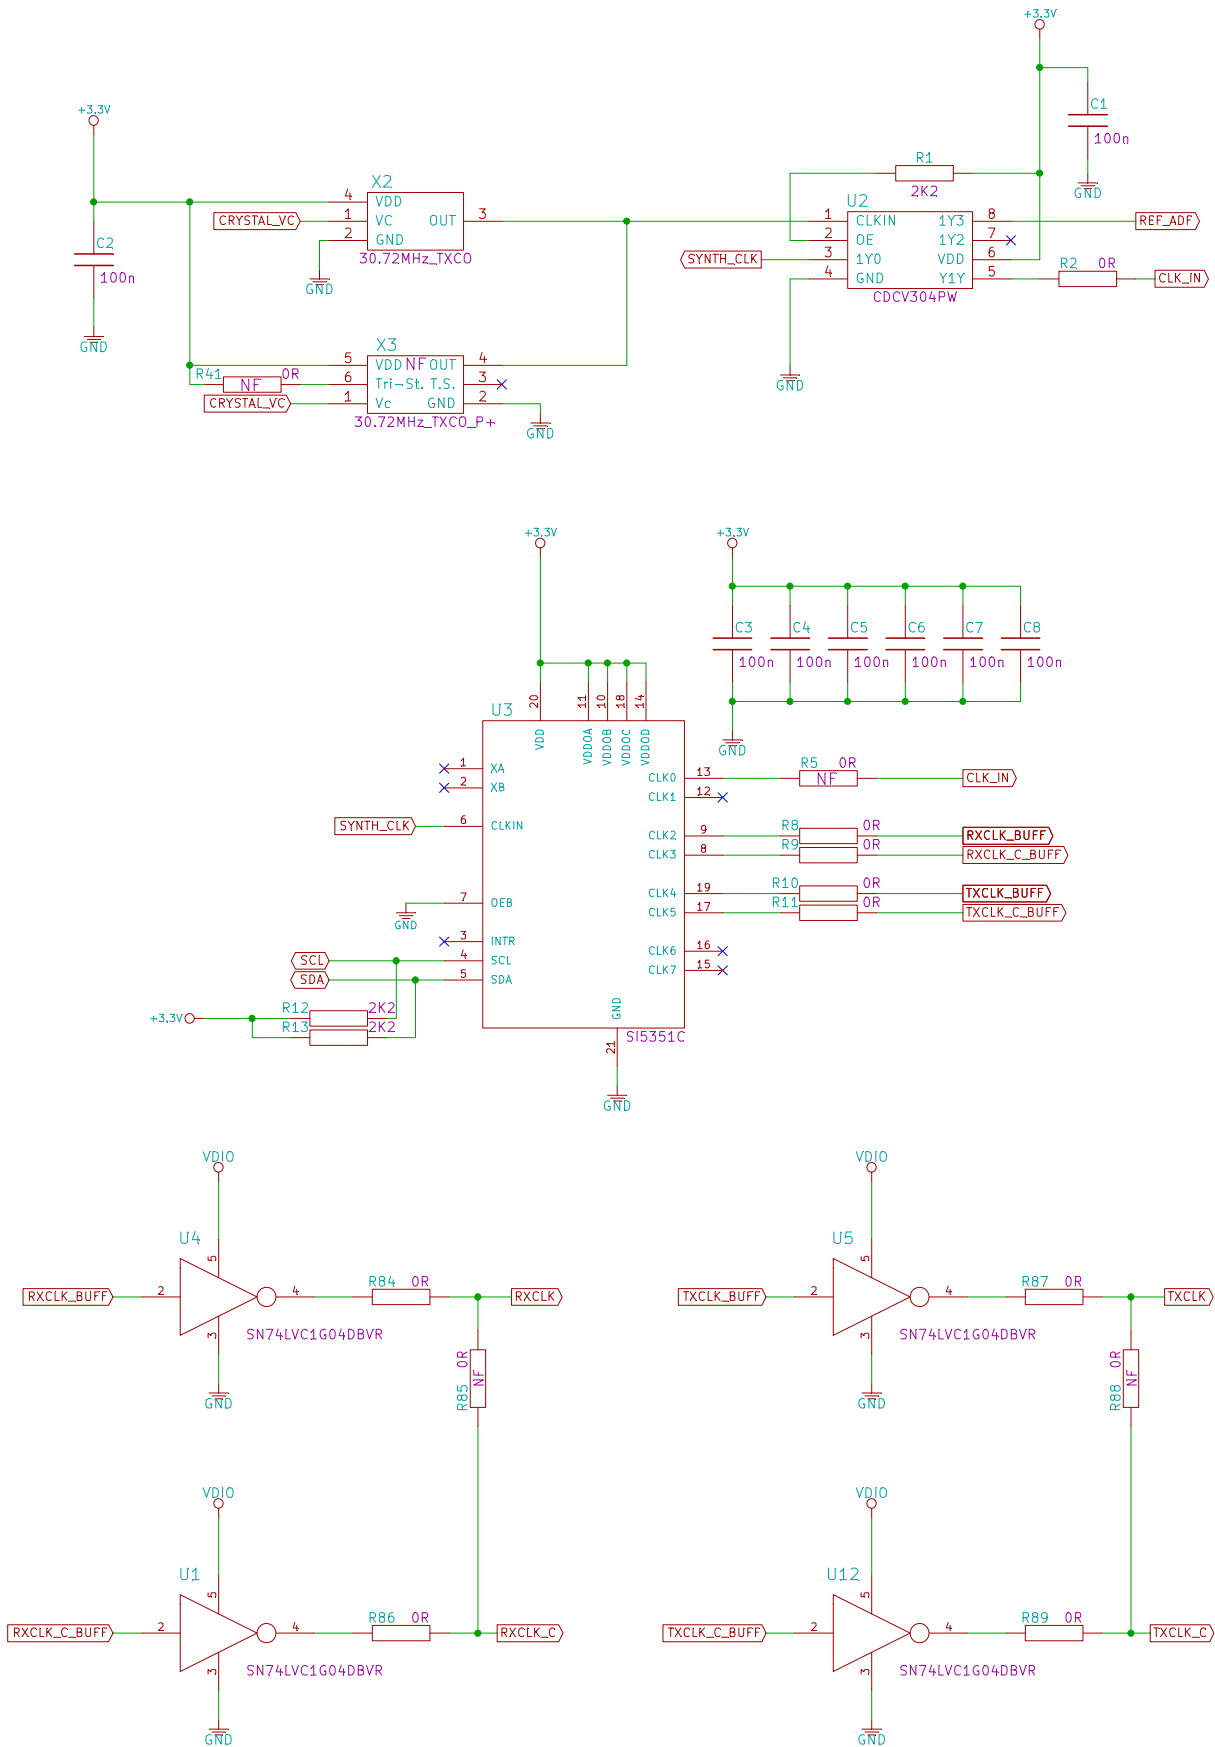 +3.3V
C1
100n
GND
+3.3V
C2
100n
GND
X2
4 VDD
CRYSTAL_VC 1 VC OUT 3
2 GND
30.72MHz_TXCO
GND
X3
5 VDD NF OUT 4
R41 NF 0R 6 Tri-St. T.S. 3
CRYSTAL_VC 1 Vc GND 2
30.72MHz_TXCO_P+
GND
R1
2K2
U2
1 CLKIN 1Y3 8 REF_ADF
2 OE 1Y2 7
SYNTH_CLK 3 1Y0 VDD 6
4 GND Y1Y 5 R2 0R CLK_IN
CDCV304PW
GND
+3.3V
+3.3V
C3 C4 C5 C6 C7 C8
100n 100n 100n 100n 100n 100n
GND
U3
20 11 10 18 14
VDD VDDOA VDDOB VDDOC VDDOD
1 XA
2 XB
SYNTH_CLK 6 CLKIN
7 OEB
GND
3 INTR
SCL 4 SCL
SDA 5 SDA
+3.3V
R12 2K2
R13 2K2
CLK0 13 R5 0R NF CLK_IN
CLK1 12
CLK2 9 R8 0R RXCLK_BUFF
CLK3 8 R9 0R RXCLK_C_BUFF
CLK4 19 R10 0R TXCLK_BUFF
CLK5 17 R11 0R TXCLK_C_BUFF
CLK6 16
CLK7 15
GND
21
SI5351C
GND
VDIO
U4
5
RXCLK_BUFF 2 4 R84 0R RXCLK
3
SN74LVC1G04DBVR
GND
R85 0R
NF
VDIO
U5
5
TXCLK_BUFF 2 4 R87 0R TXCLK
3
SN74LVC1G04DBVR
GND
R88 0R
NF
VDIO
U1
5
RXCLK_C_BUFF 2 4 R86 0R RXCLK_C
3
SN74LVC1G04DBVR
GND
VDIO
U12
5
TXCLK_C_BUFF 2 4 R89 0R TXCLK_C
3
SN74LVC1G04DBVR
GND